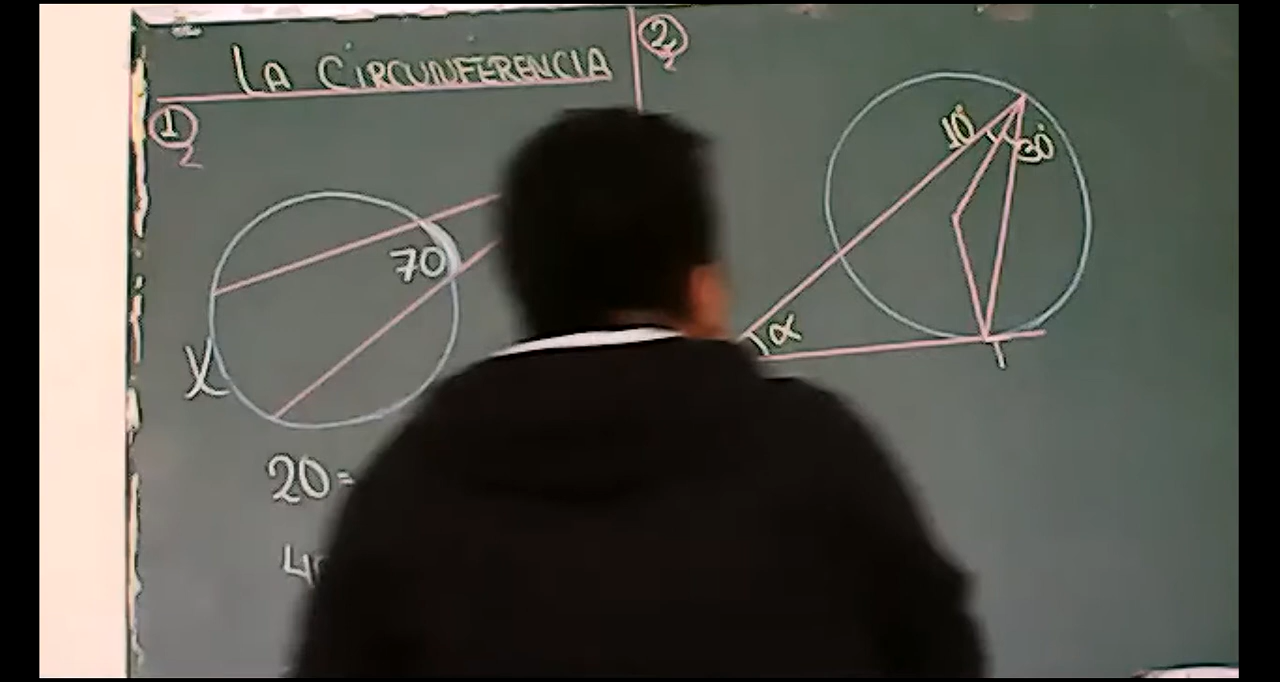 LA CIRCUNFERENCIA
1
70
X
20=
2
10°
30°
α